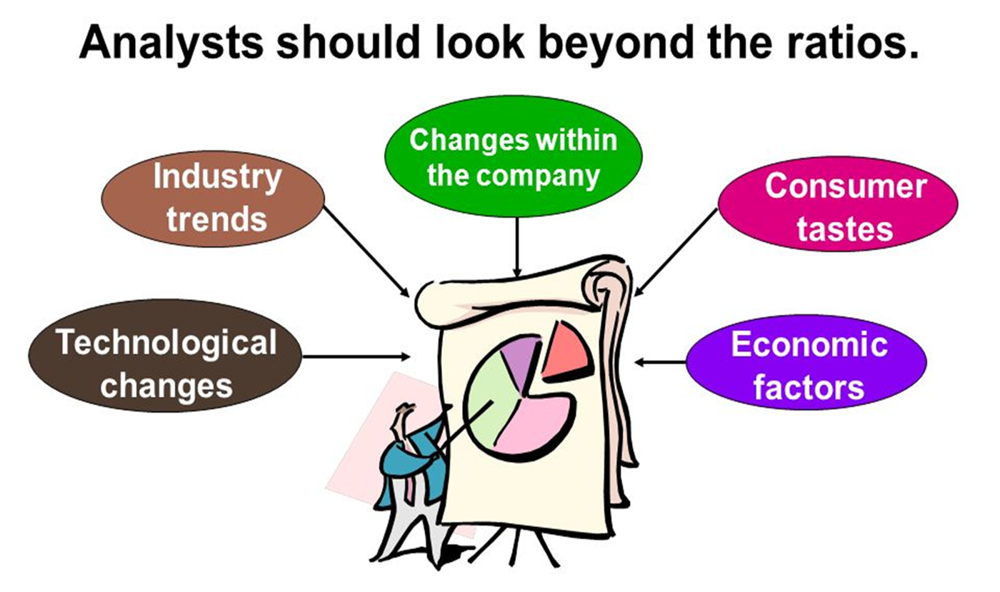 Analysts should look beyond the ratios.
Changes within
the company
Industry
trends
Consumer
tastes
Technological
changes
Economic
factors